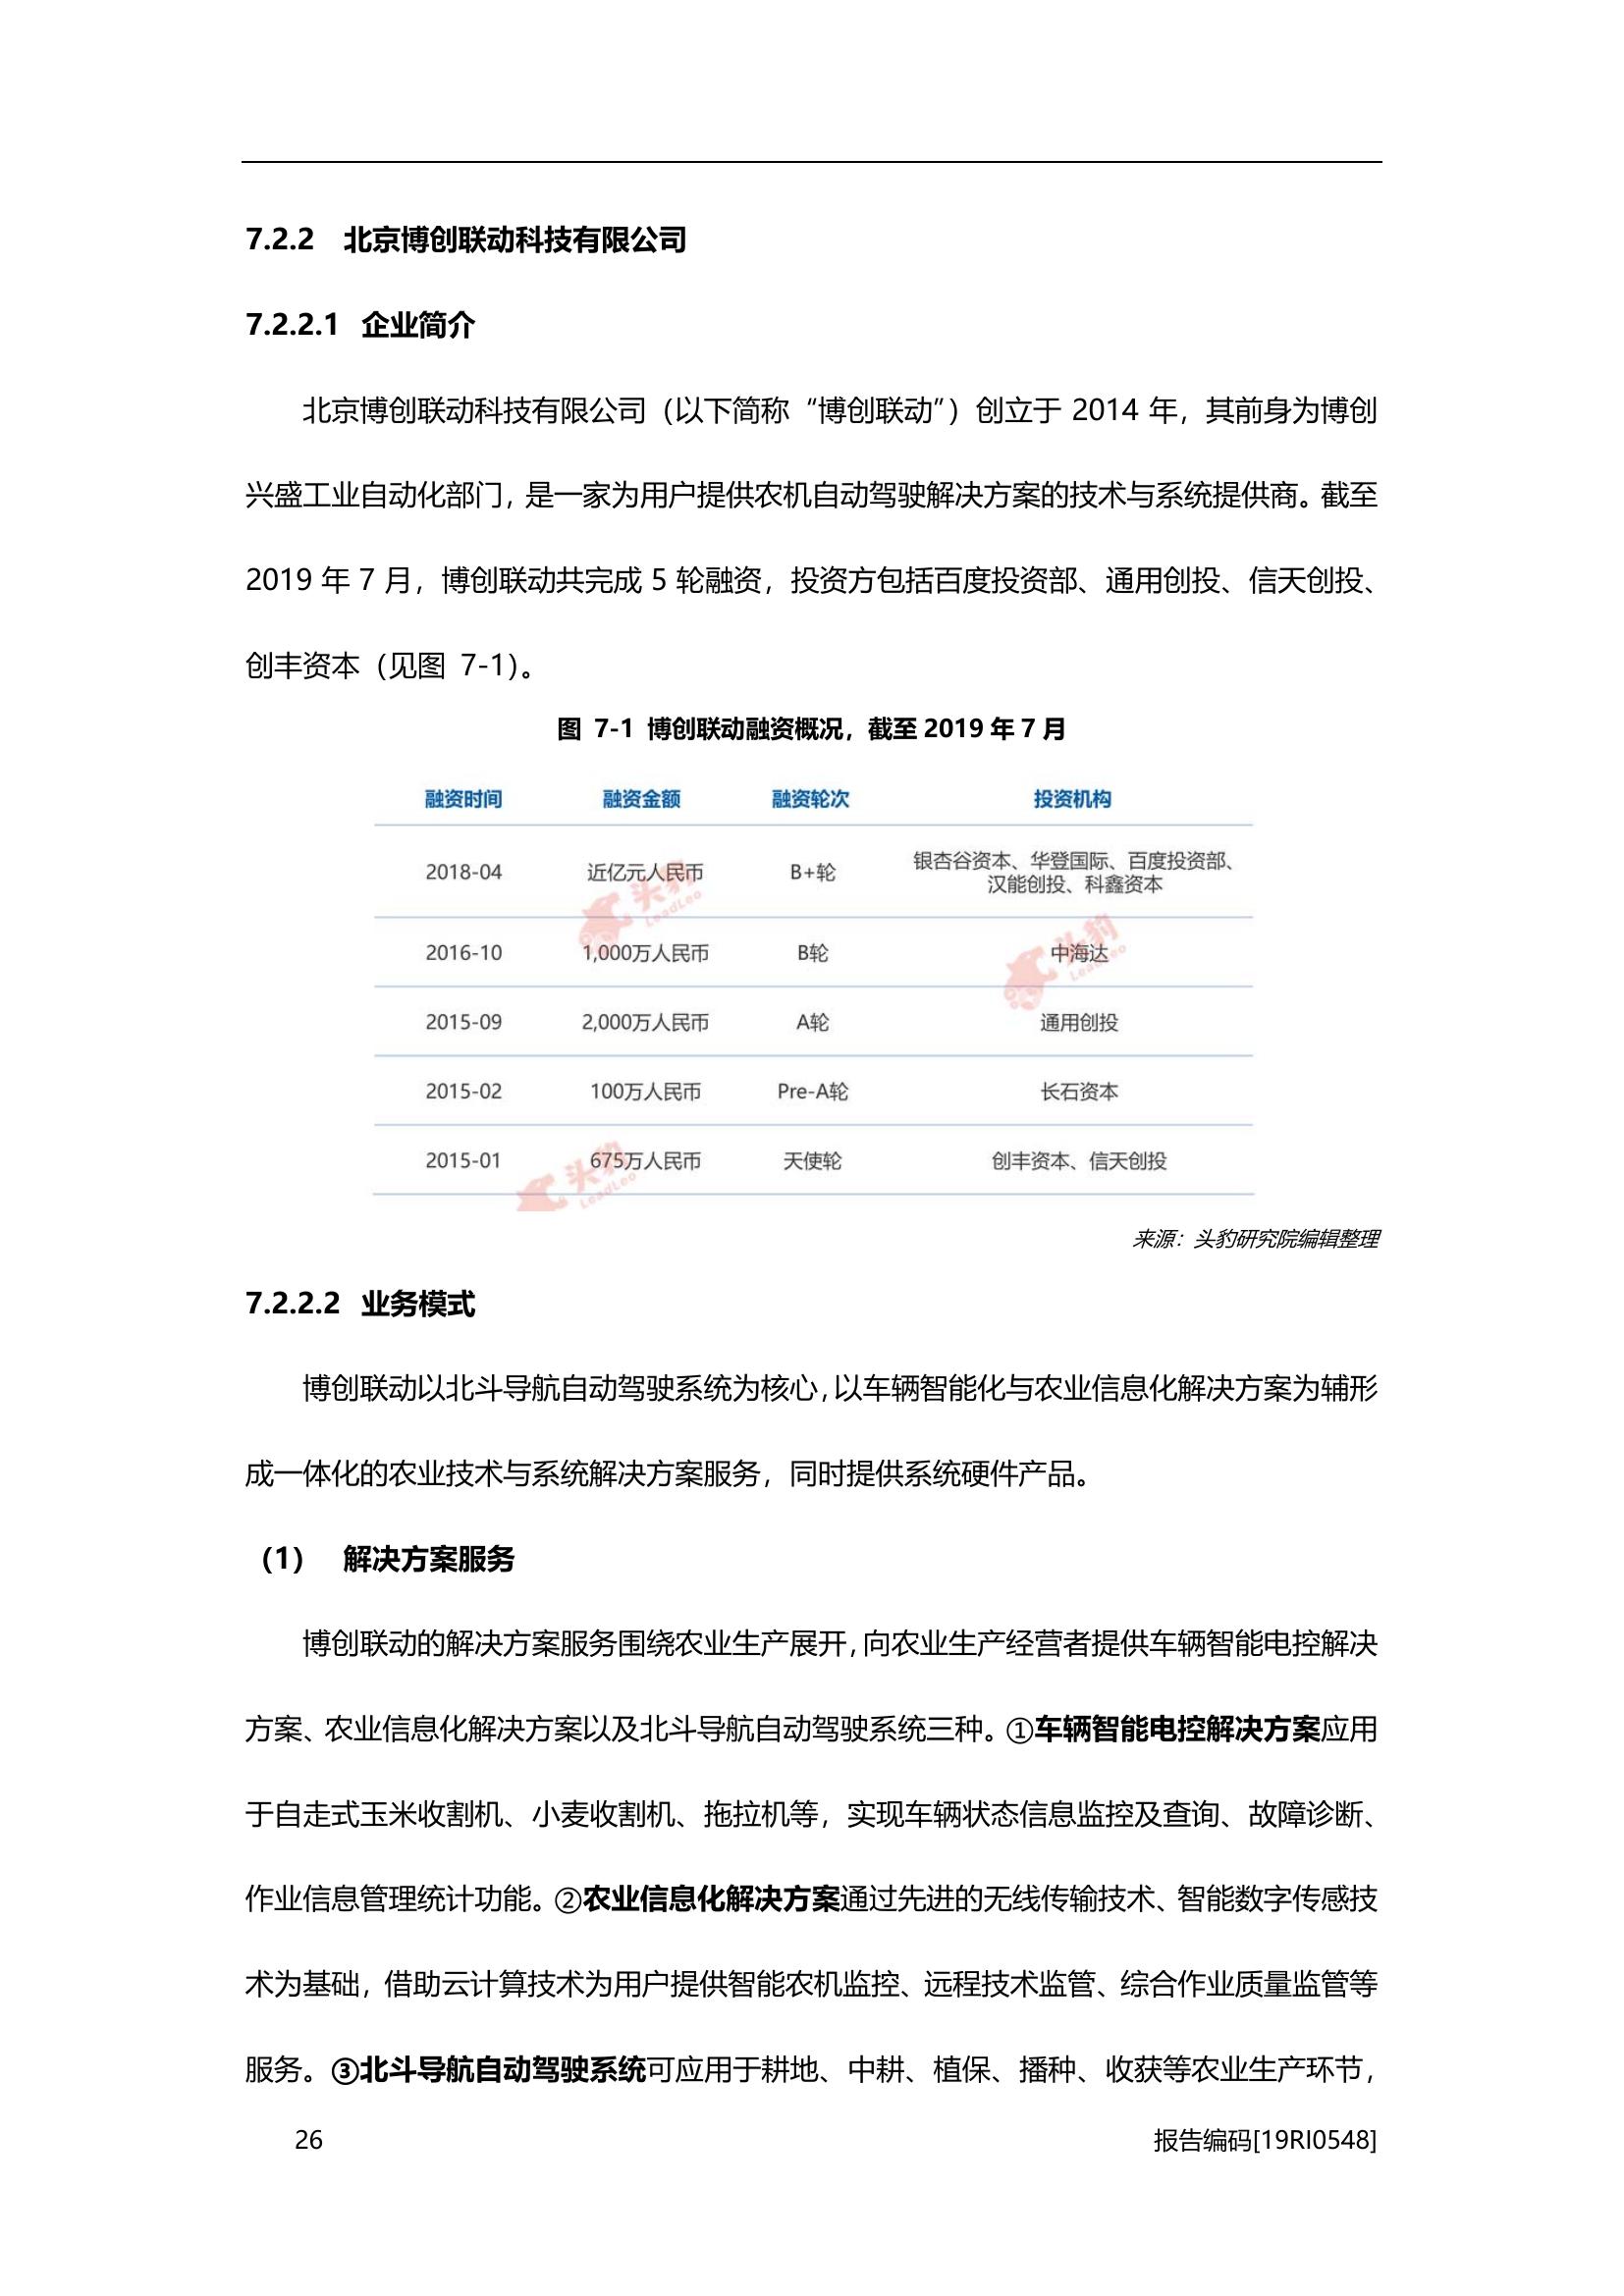 7.2.2 北京博创联动科技有限公司
7.2.2.1 企业简介
北京博创联动科技有限公司（以下简称“博创联动”）创立于 2014 年，其前身为博创
兴盛工业自动化部门，是一家为用户提供农机自动驾驶解决方案的技术与系统提供商。截至
2019 年 7 月，博创联动共完成 5 轮融资，投资方包括百度投资部、通用创投、信天创投、
创丰资本（见图 7-1）。
图 7-1 博创联动融资概况，截至 2019 年 7 月
融资时间 融资金额 融资轮次 投资机构
2018-04 近亿元人民币 B+轮 银杏谷资本、华登国际、百度投资部、
汉能创投、科鑫资本
头豹
LeadLeo
2016-10 1,000万人民币 B轮 中海达
头豹
LeadLeo
2015-09 2,000万人民币 A轮 通用创投
2015-02 100万人民币 Pre-A轮 长石资本
2015-01 675万人民币 天使轮 创丰资本、信天创投
头豹
LeadLeo
来源：头豹研究院编辑整理
7.2.2.2 业务模式
博创联动以北斗导航自动驾驶系统为核心，以车辆智能化与农业信息化解决方案为辅形
成一体化的农业技术与系统解决方案服务，同时提供系统硬件产品。
（1） 解决方案服务
博创联动的解决方案服务围绕农业生产展开，向农业生产经营者提供车辆智能电控解决
方案、农业信息化解决方案以及北斗导航自动驾驶系统三种。①车辆智能电控解决方案应用
于自走式玉米收割机、小麦收割机、拖拉机等，实现车辆状态信息监控及查询、故障诊断、
作业信息管理统计功能。②农业信息化解决方案通过先进的无线传输技术、智能数字传感技
术为基础，借助云计算技术为用户提供智能农机监控、远程技术监管、综合作业质量监管等
服务。③北斗导航自动驾驶系统可应用于耕地、中耕、植保、播种、收获等农业生产环节，
26 报告编码[19RI0548]